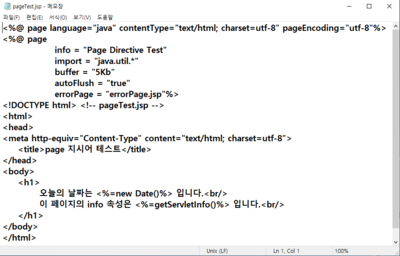 pageTest.jsp - 메모장
파일(F) 편집(E) 서식(O) 보기(V) 도움말
<%@ page language="java" contentType="text/html; charset=utf-8" pageEncoding="utf-8"%>
<%@ page
info = "Page Directive Test"
import = "java.util.*"
buffer = "5Kb"
autoFlush = "true"
errorPage = "errorPage.jsp"%>
<!DOCTYPE html> <!-- pageTest.jsp -->
<html>
<head>
<meta http-equiv="Content-Type" content="text/html; charset=utf-8">
<title>page 지시어 테스트</title>
</head>
<body>
<h1>
오늘의 날짜는 <%=new Date()%> 입니다.<br/>
이 페이지의 info 속성은 <%=getServletInfo()%> 입니다.<br/>
</h1>
</body>
</html>
Unix (LF) Ln 1, Col 1 100%